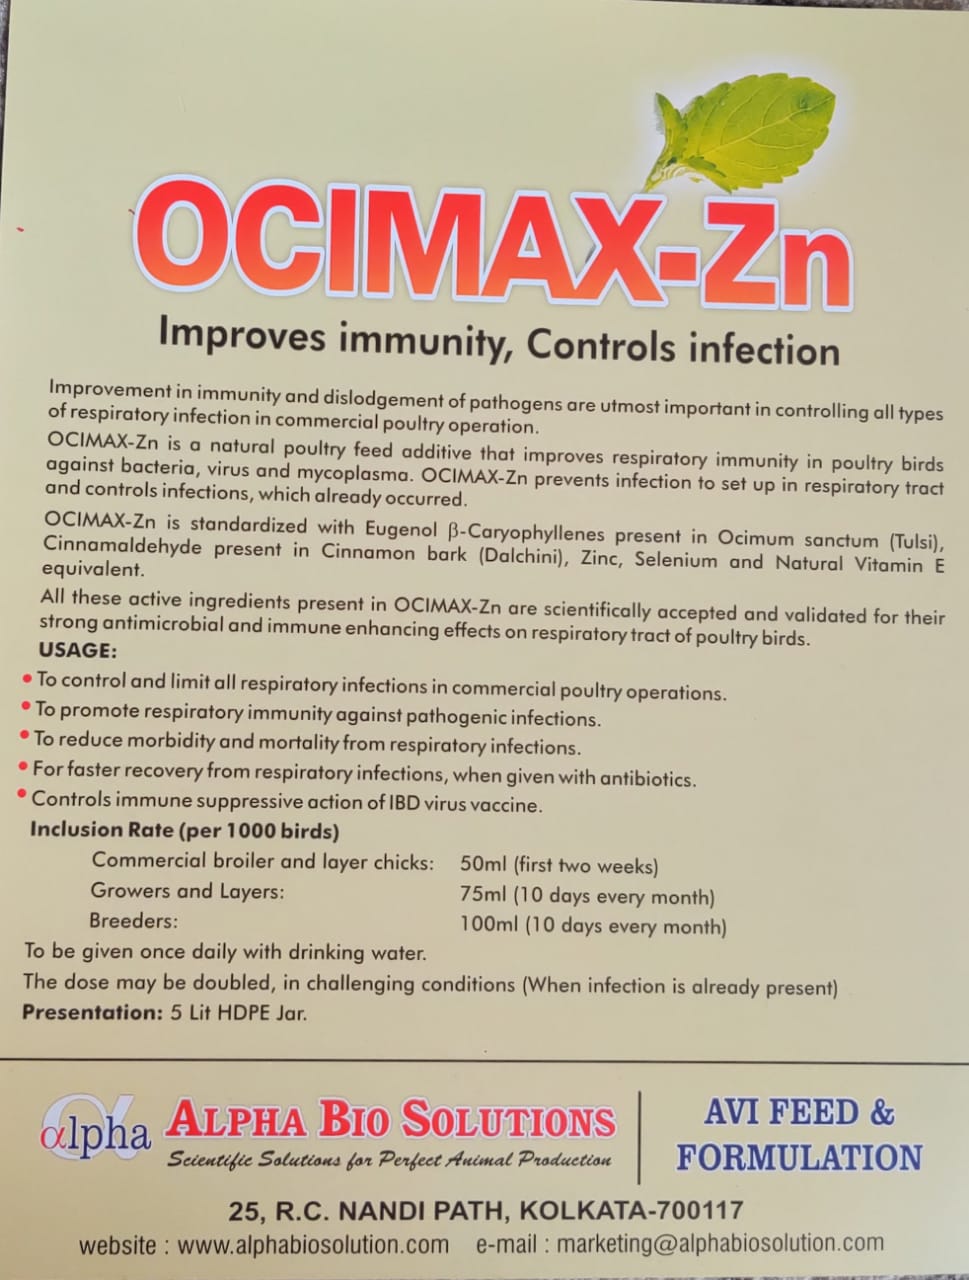 OCIMAX-Zn
Improves immunity, Controls infection
Improvement in immunity and dislodgement of pathogens are utmost important in controlling all types
of respiratory infection in commercial poultry operation.
OCIMAX-Zn is a natural poultry feed additive that improves respiratory immunity in poultry birds
against bacteria, virus and mycoplasma. OCIMAX-Zn prevents infection to set up in respiratory tract
and controls infections, which already occurred.
OCIMAX-Zn is standardized with Eugenol β-Caryophyllenes present in Ocimum sanctum (Tulsi),
Cinnamaldehyde present in Cinnamon bark (Dalchini), Zinc, Selenium and Natural Vitamin E
equivalent.
All these active ingredients present in OCIMAX-Zn are scientifically accepted and validated for their
strong antimicrobial and immune enhancing effects on respiratory tract of poultry birds.
USAGE:
• To control and limit all respiratory infections in commercial poultry operations.
• To promote respiratory immunity against pathogenic infections.
• To reduce morbidity and mortality from respiratory infections.
• For faster recovery from respiratory infections, when given with antibiotics.
• Controls immune suppressive action of IBD virus vaccine.
Inclusion Rate (per 1000 birds)
Commercial broiler and layer chicks: 50ml (first two weeks)
Growers and Layers: 75ml (10 days every month)
Breeders: 100ml (10 days every month)
To be given once daily with drinking water.
The dose may be doubled, in challenging conditions (When infection is already present)
Presentation: 5 Lit HDPE Jar.
αlpha ALPHA BIO SOLUTIONS
Scientific Solutions for Perfect Animal Production
AVI FEED &
FORMULATION
25, R.C. NANDI PATH, KOLKATA-700117
website : www.alphabiosolution.com e-mail : marketing@alphabiosolution.com